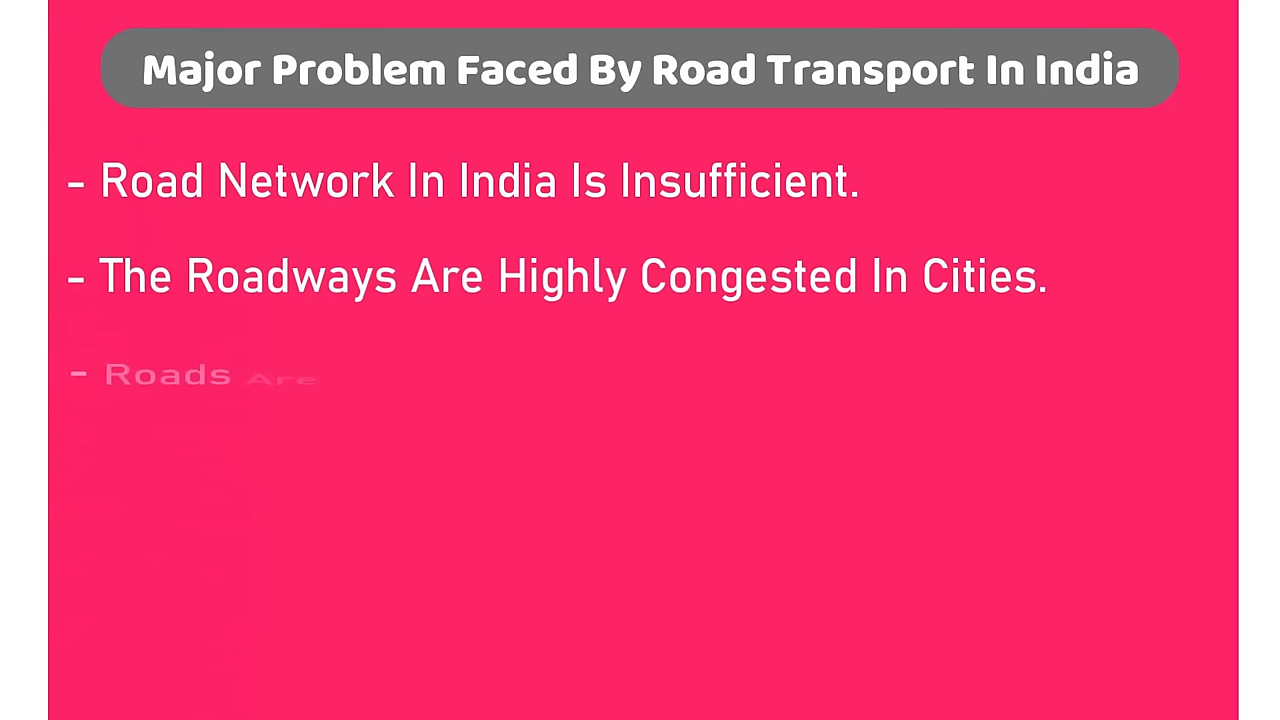 Major Problem Faced By Road Transport In India
- Road Network In India Is Insufficient.
- The Roadways Are Highly Congested In Cities.
- Roads Are